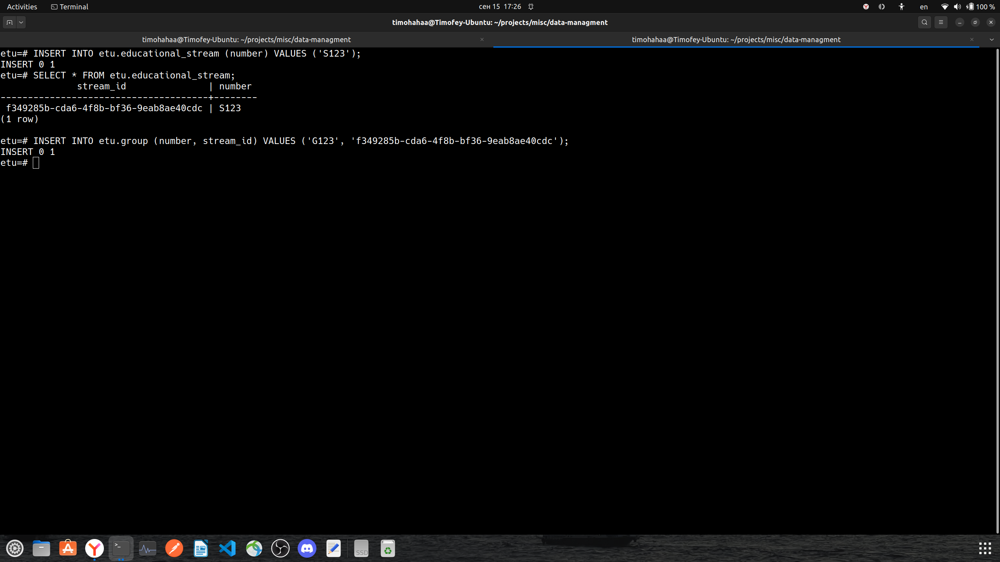 Activities
Terminal
сен 15 17:26
en
100 %
timohahaa@Timofey-Ubuntu: ~/projects/misc/data-managment
timohahaa@Timofey-Ubuntu: ~/projects/misc/data-managment
timohahaa@Timofey-Ubuntu: ~/projects/misc/data-managment
etu=# INSERT INTO etu.educational_stream (number) VALUES ('S123');
INSERT 0 1
etu=# SELECT * FROM etu.educational_stream;
              stream_id               | number
--------------------------------------+--------
 f349285b-cda6-4f8b-bf36-9eab8ae40cdc | S123
(1 row)
etu=# INSERT INTO etu.group (number, stream_id) VALUES ('G123', 'f349285b-cda6-4f8b-bf36-9eab8ae40cdc');
INSERT 0 1
etu=#
SSD